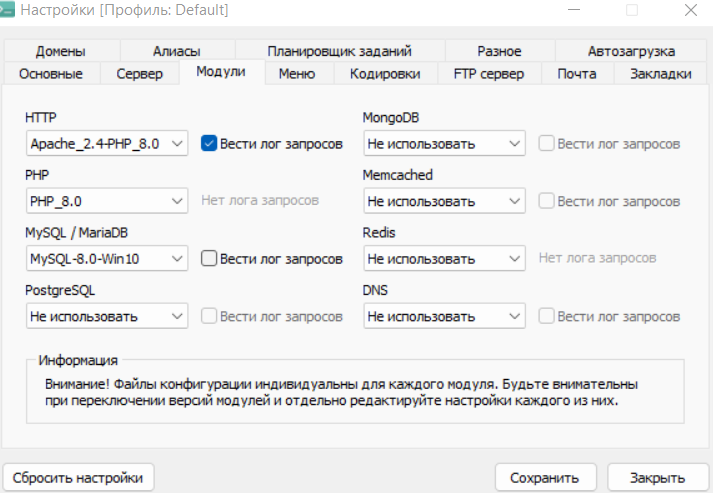 Настройки [Профиль: Default]
Домены Алиасы Планировщик заданий Разное Автозагрузка
Основные Сервер Модули Меню Кодировки FTP сервер Почта Закладки
HTTP
Apache_2.4-PHP_8.0 Вести лог запросов
PHP
PHP_8.0 Нет лога запросов
MySQL / MariaDB
MySQL-8.0-Win10 Вести лог запросов
PostgreSQL
Не использовать Вести лог запросов
MongoDB
Не использовать Вести лог запросов
Memcached
Не использовать Вести лог запросов
Redis
Не использовать Нет лога запросов
DNS
Не использовать Вести лог запросов
Информация
Внимание! Файлы конфигурации индивидуальны для каждого модуля. Будьте внимательны
при переключении версий модулей и отдельно редактируйте настройки каждого из них.
Сбросить настройки Сохранить Закрыть